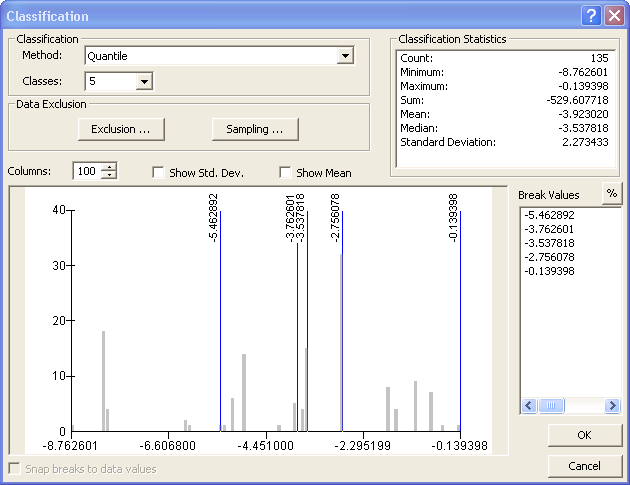 Classification
Classification
Method: Quantile
Classes: 5
Data Exclusion
Exclusion ... Sampling ...
Columns: 100 Show Std. Dev. Show Mean
Classification Statistics
Count: 135
Minimum: -8.762601
Maximum: -0.139398
Sum: -529.607718
Mean: -3.923020
Median: -3.537818
Standard Deviation: 2.273433
Break Values %
-5.462892
-3.762601
-3.537818
-2.756078
-0.139398
-5.462892
-3.762601
-3.537818
-2.756078
-0.139398
40
30
20
10
0
-8.762601 -6.606800 -4.451000 -2.295199 -0.139398
Snap breaks to data values
OK
Cancel